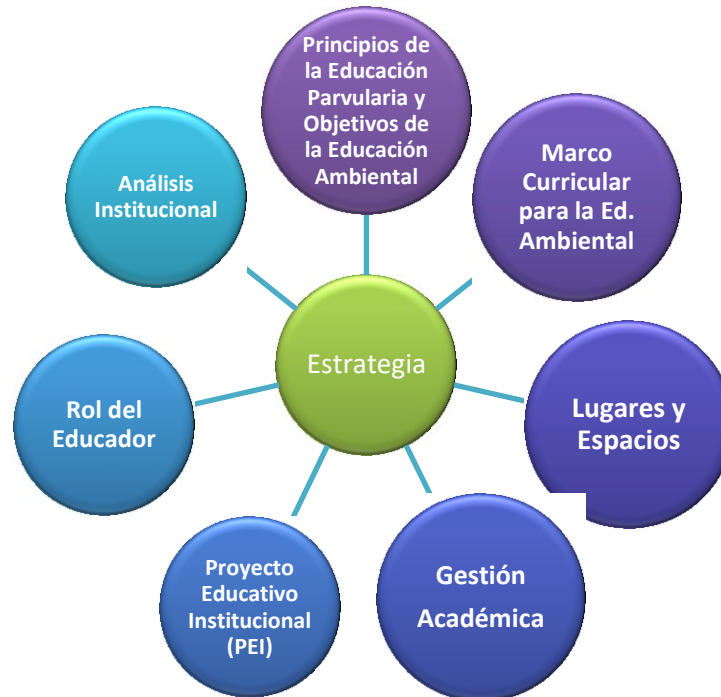 Principios de
la Educación
Parvularia y
Objetivos de
la Educación
Ambiental
Marco
Curricular
para la Ed.
Ambiental
Lugares y
Espacios
Gestión
Académica
Proyecto
Educativo
Institucional
(PEI)
Rol del
Educador
Análisis
Institucional
Estrategia